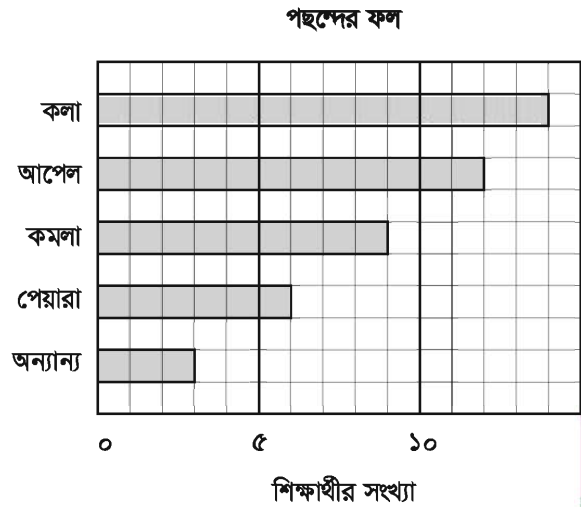 পছন্দের ফল
কলা
আপেল
কমলা
পেয়ারা
অন্যান্য
০ ৫ ১০
শিক্ষার্থীর সংখ্যা